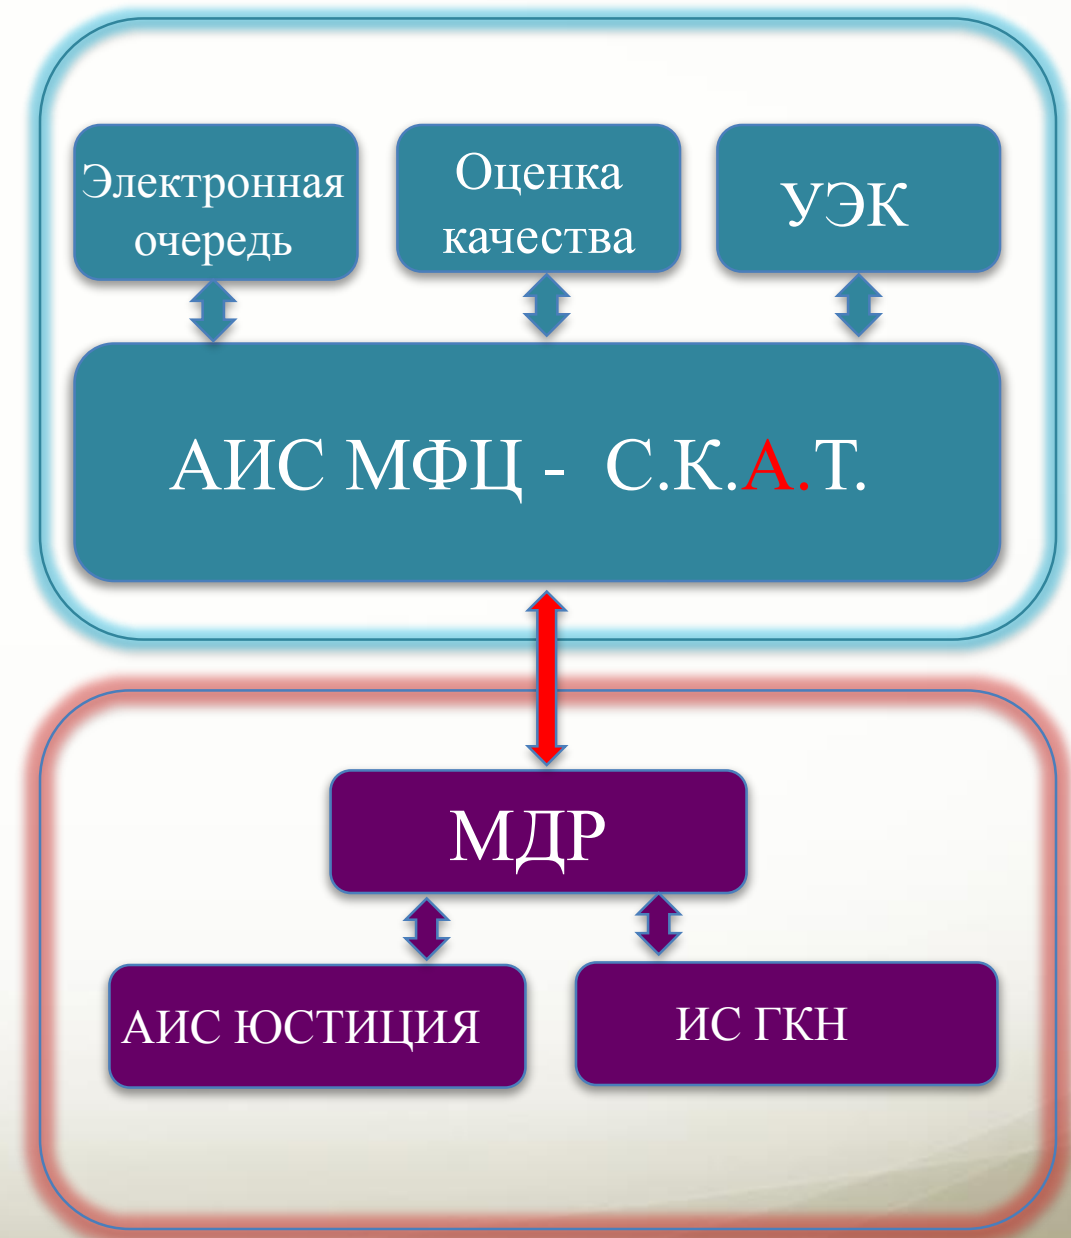 Электронная
очередь
Оценка
качества
УЭК
АИС МФЦ - С.К.А.Т.
МДР
АИС ЮСТИЦИЯ
ИС ГКН